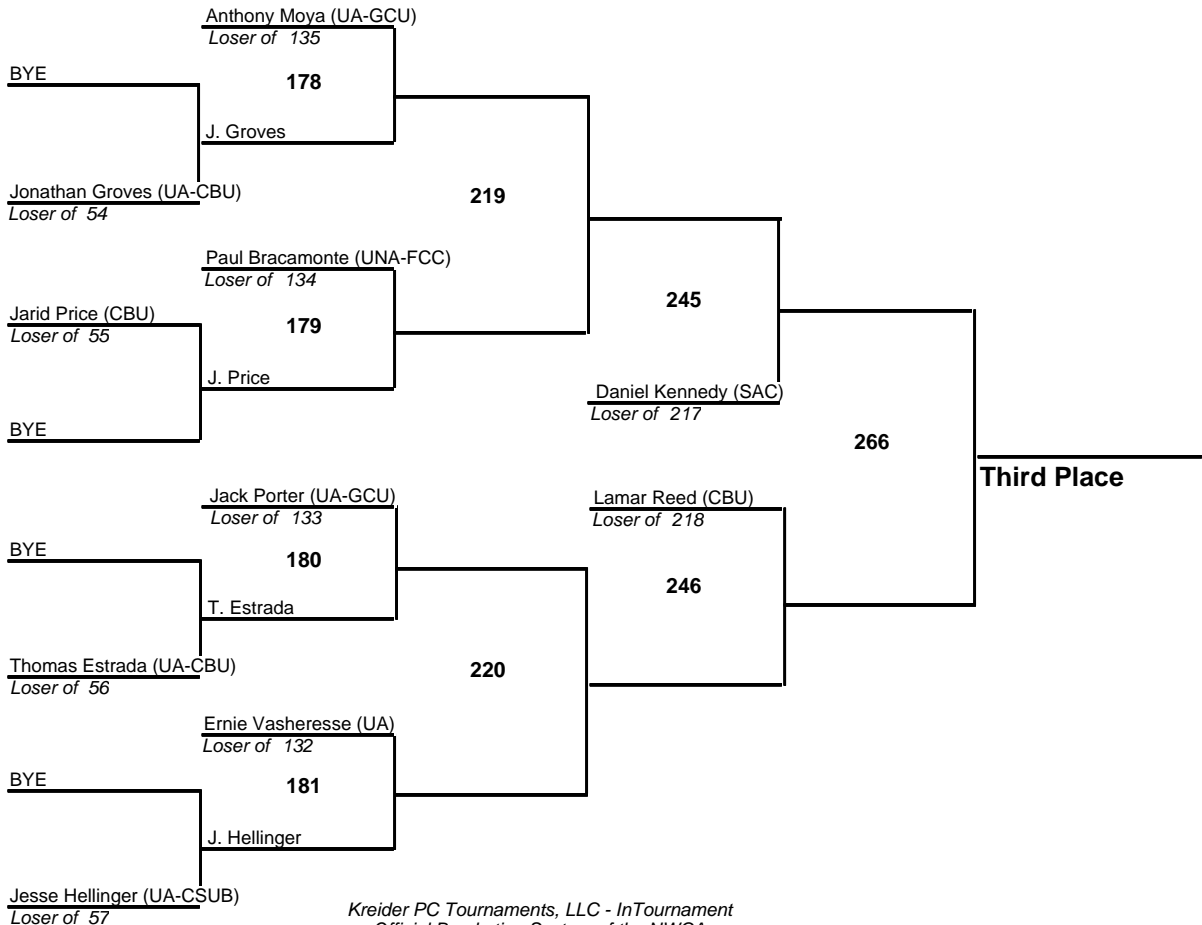 Anthony Moya (UA-GCU)
Loser of 135
BYE
178
J. Groves
Jonathan Groves (UA-CBU)
Loser of 54
219
Paul Bracamonte (UNA-FCC)
Loser of 134
Jarid Price (CBU)
Loser of 55
179
245
J. Price
Daniel Kennedy (SAC)
Loser of 217
BYE
266
Third Place
Jack Porter (UA-GCU)
Loser of 133
Lamar Reed (CBU)
Loser of 218
BYE
180
246
T. Estrada
Thomas Estrada (UA-CBU)
Loser of 56
220
Ernie Vasheresse (UA)
Loser of 132
BYE
181
J. Hellinger
Jesse Hellinger (UA-CSUB)
Loser of 57
Kreider PC Tournaments, LLC - InTournament